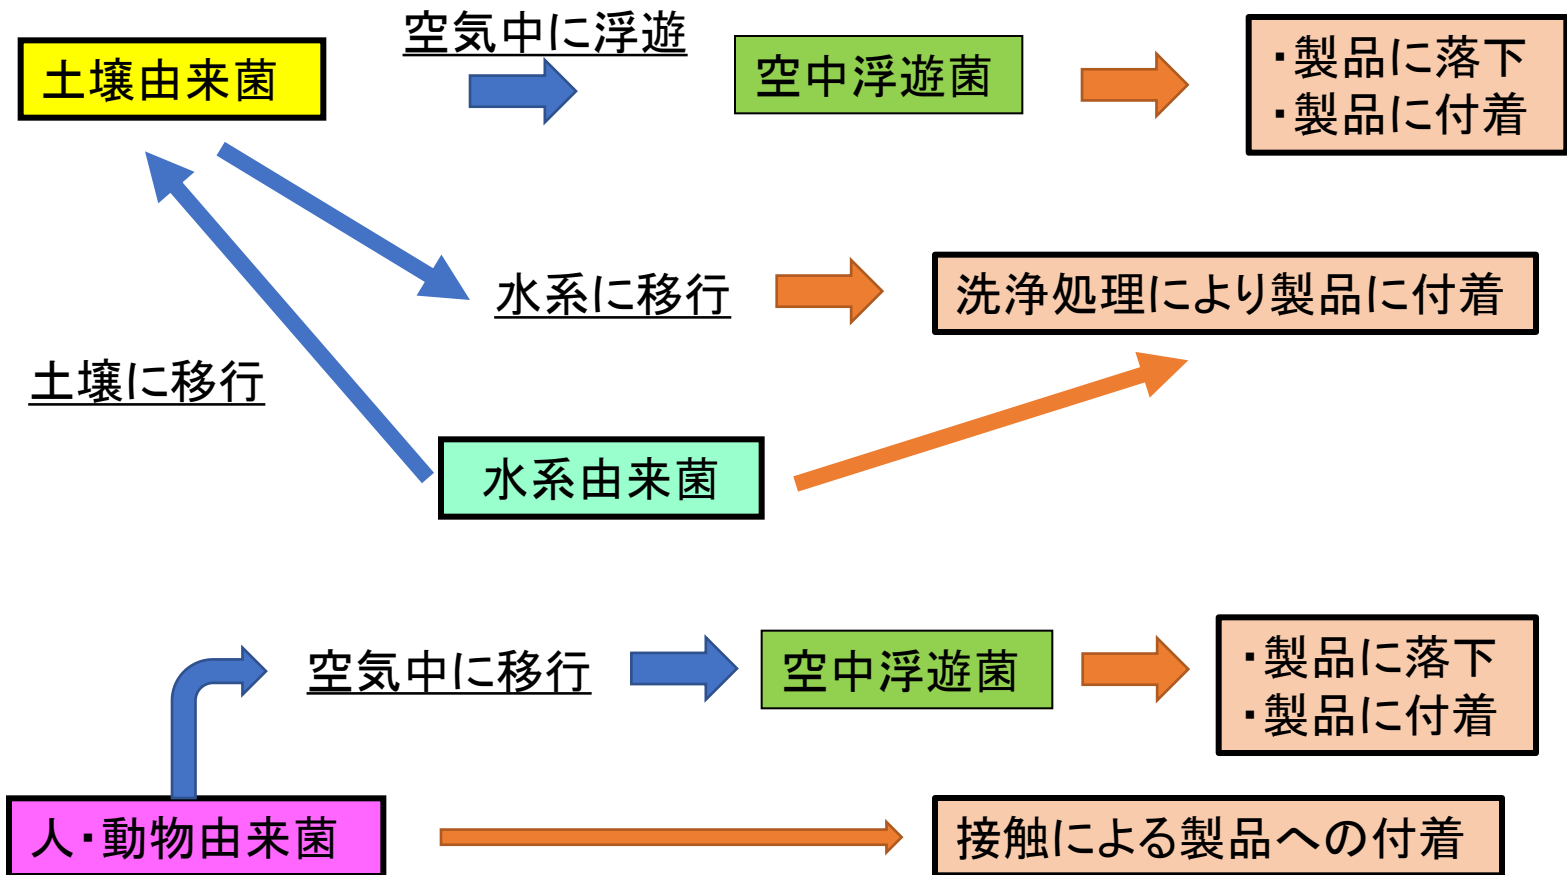 空気中に浮遊
土壌由来菌
空中浮遊菌
・製品に落下
・製品に付着
水系に移行
洗浄処理により製品に付着
土壌に移行
水系由来菌
空気中に移行
空中浮遊菌
・製品に落下
・製品に付着
人・動物由来菌
接触による製品への付着